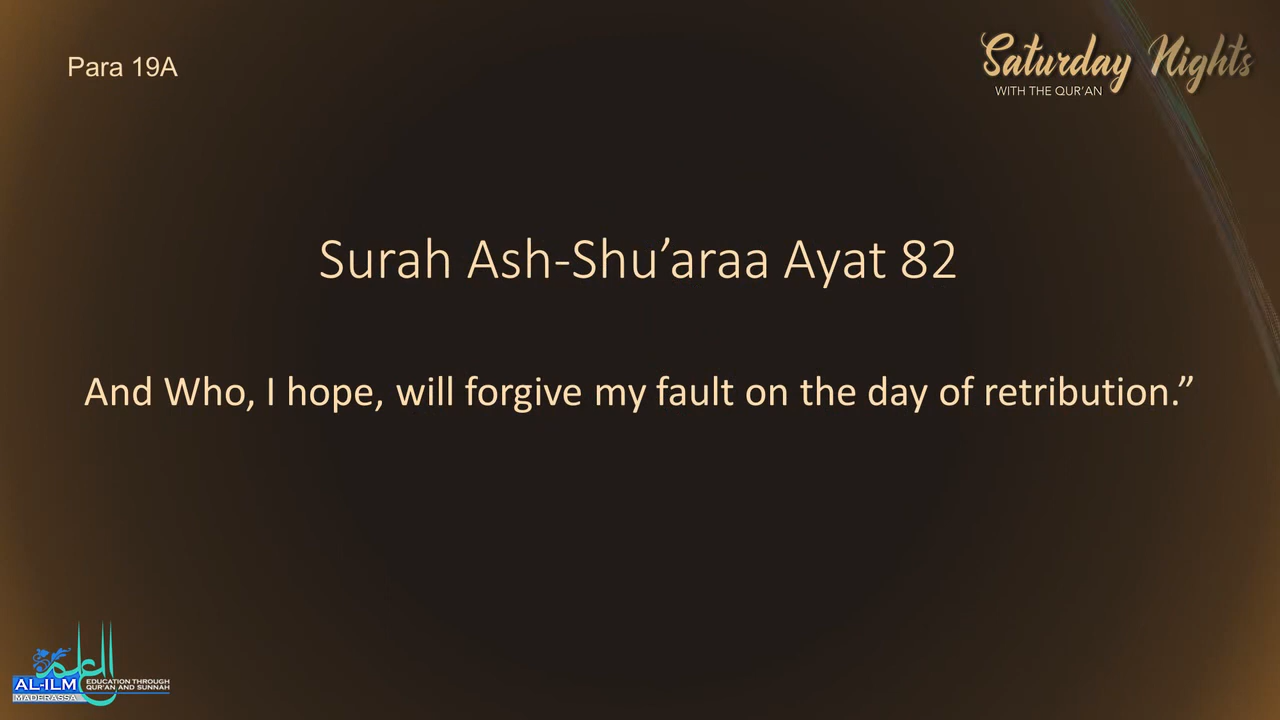 Para 19A
Saturday Nights
WITH THE QUR'AN
Surah Ash-Shu’araa Ayat 82
And Who, I hope, will forgive my fault on the day of retribution.”
العلم
AL-ILM
MADERASSA
EDUCATION THROUGH
QUR'AN AND SUNNAH